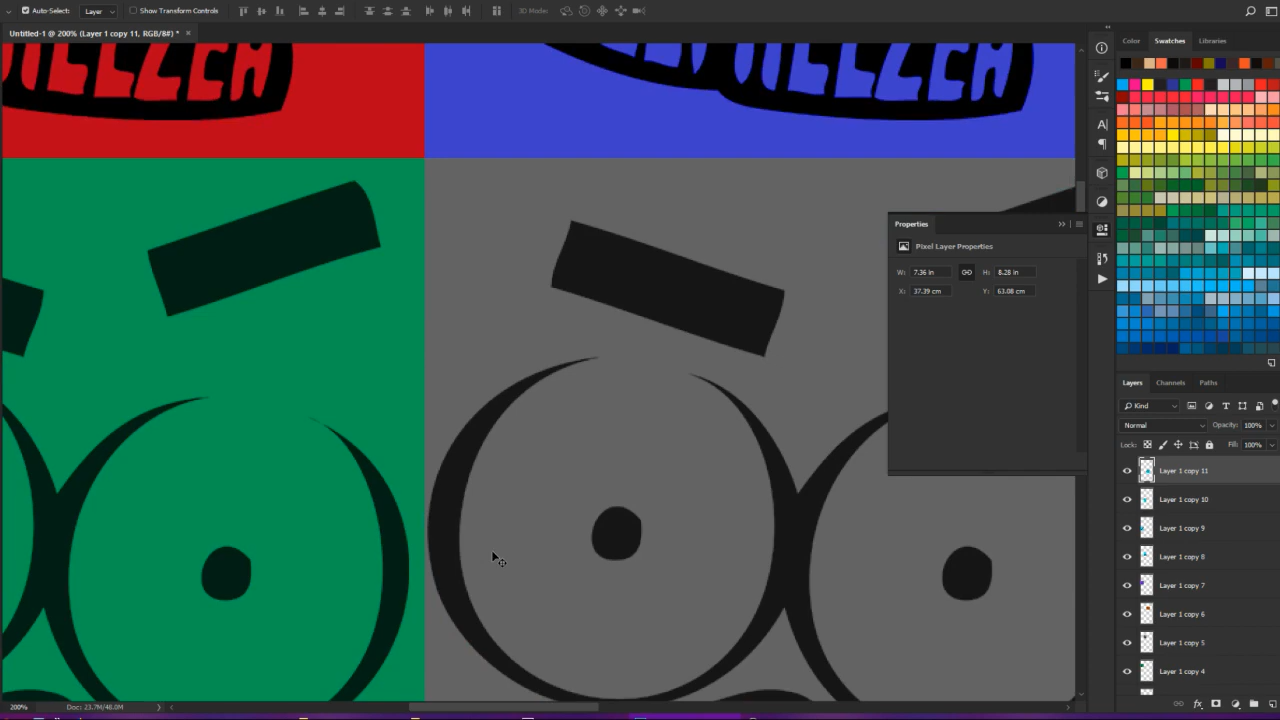 Auto-Select: Layer Show Transform Controls 3D Mode:
Untitled-1 @ 200% (Layer 1 copy 11, RGB/8#) * ×
Color Swatches Libraries
Properties
Pixel Layer Properties
W: 7.36 in H: 8.28 in
X: 37.39 cm Y: 63.08 cm
Layers Channels Paths
Kind
Normal Opacity: 100%
Lock: Fill: 100%
Layer 1 copy 11
Layer 1 copy 10
Layer 1 copy 9
Layer 1 copy 8
Layer 1 copy 7
Layer 1 copy 6
Layer 1 copy 5
Layer 1 copy 4
200% Doc: 23.7M/48.0M